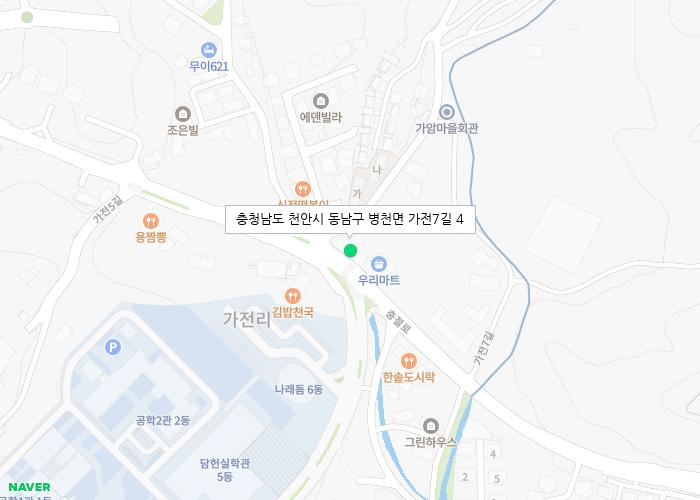 무이621
에덴빌라
조은빌
가암마을회관
나
가
가전5길
충청남도 천안시 동남구 병천면 가전7길 4
용짬뽕
우리마트
김밥천국
가전리
충절로
가전7길
P
한솥도시락
나래돔 6동
공학2관 2동
그린하우스
담헌실학관
5동
4
2
5
NAVER